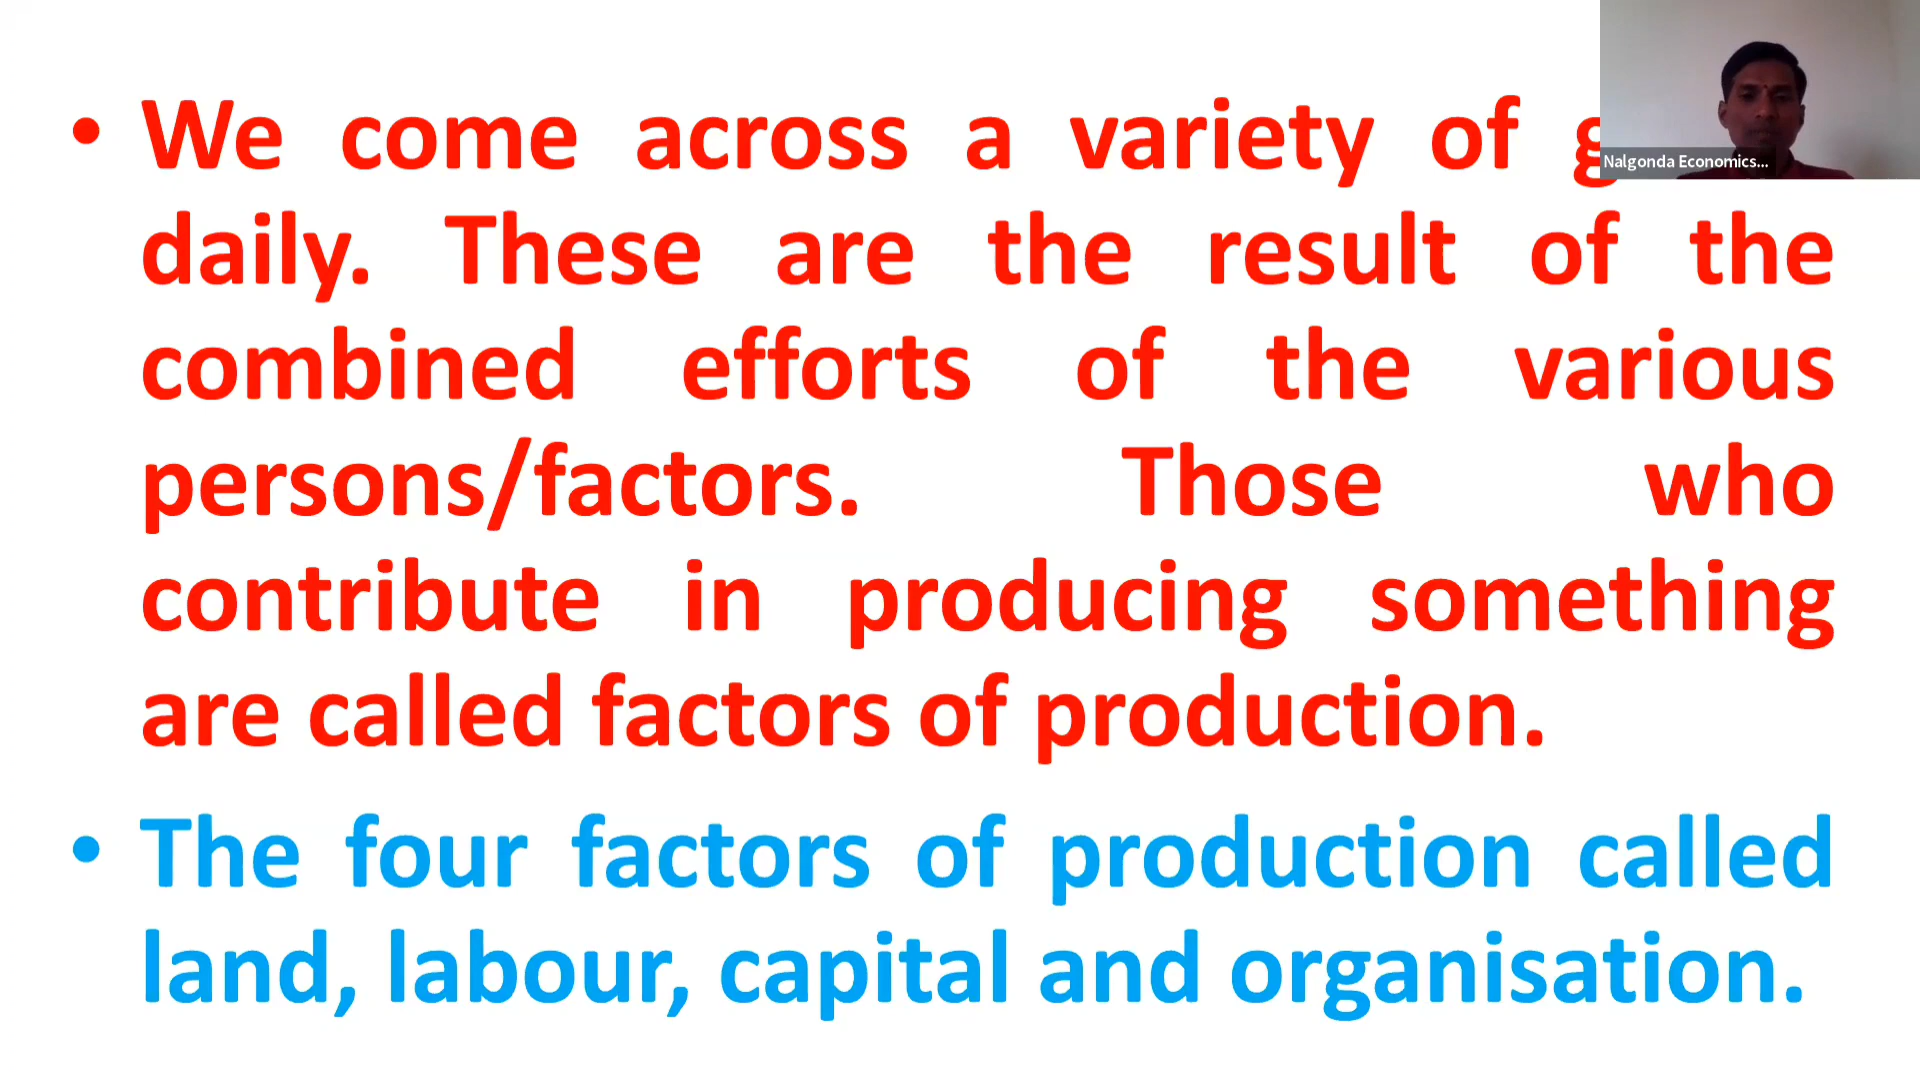 • We come across a variety of
daily. These are the result of the
combined efforts of the various
persons/factors. Those who
contribute in producing something
are called factors of production.
• The four factors of production called
land, labour, capital and organisation.
Nalgonda Economics...